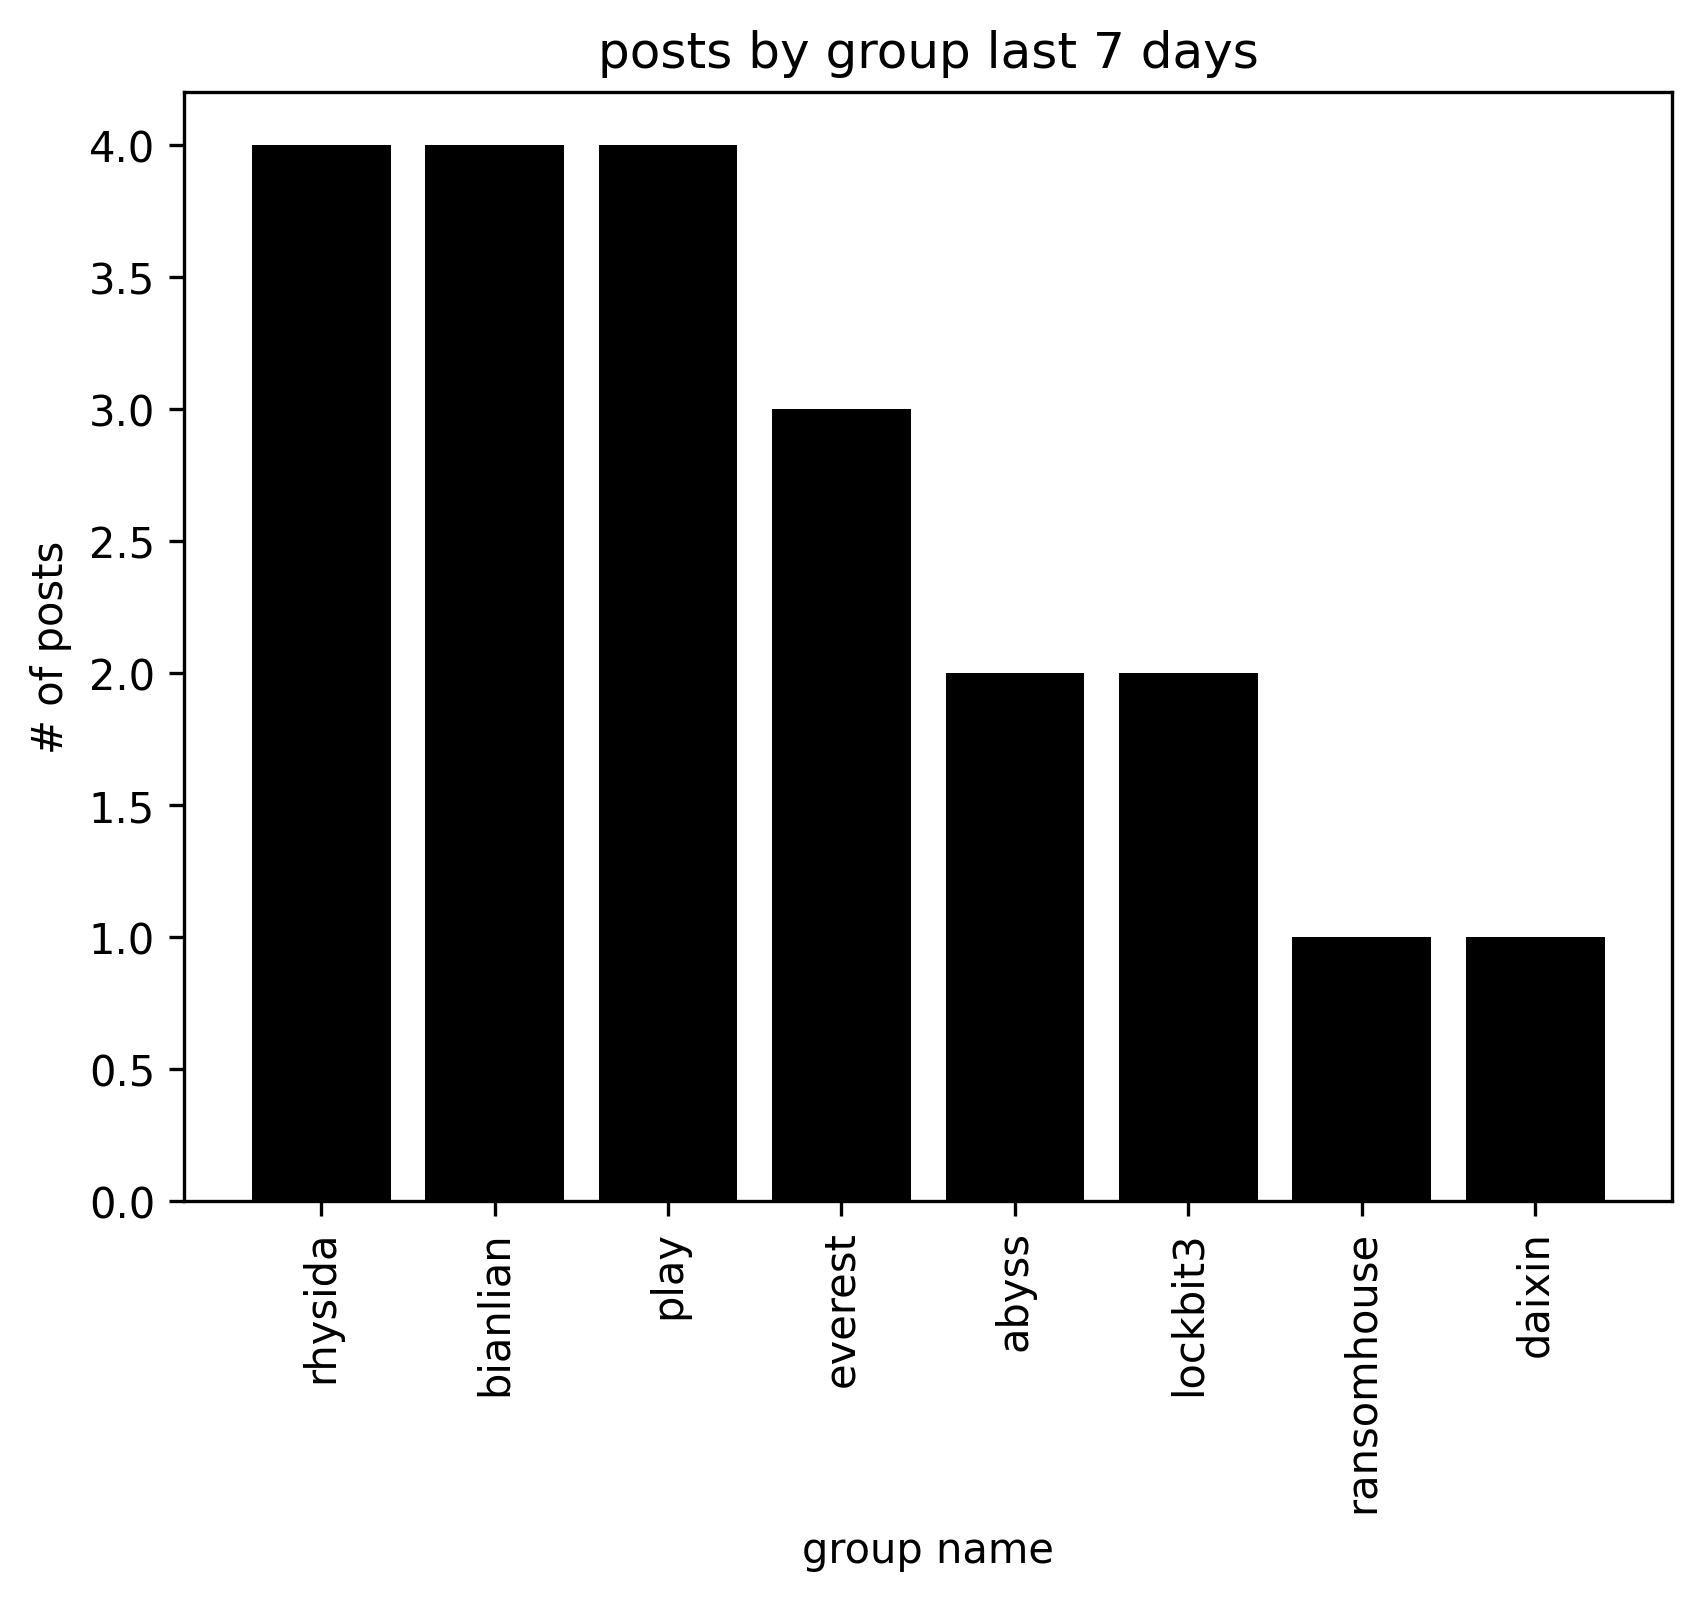 posts by group last 7 days
4.0
3.5
3.0
2.5
2.0
1.5
1.0
0.5
0.0
# of posts
rhysida
bianlian
play
everest
abyss
lockbit3
ransomhouse
daixin
group name